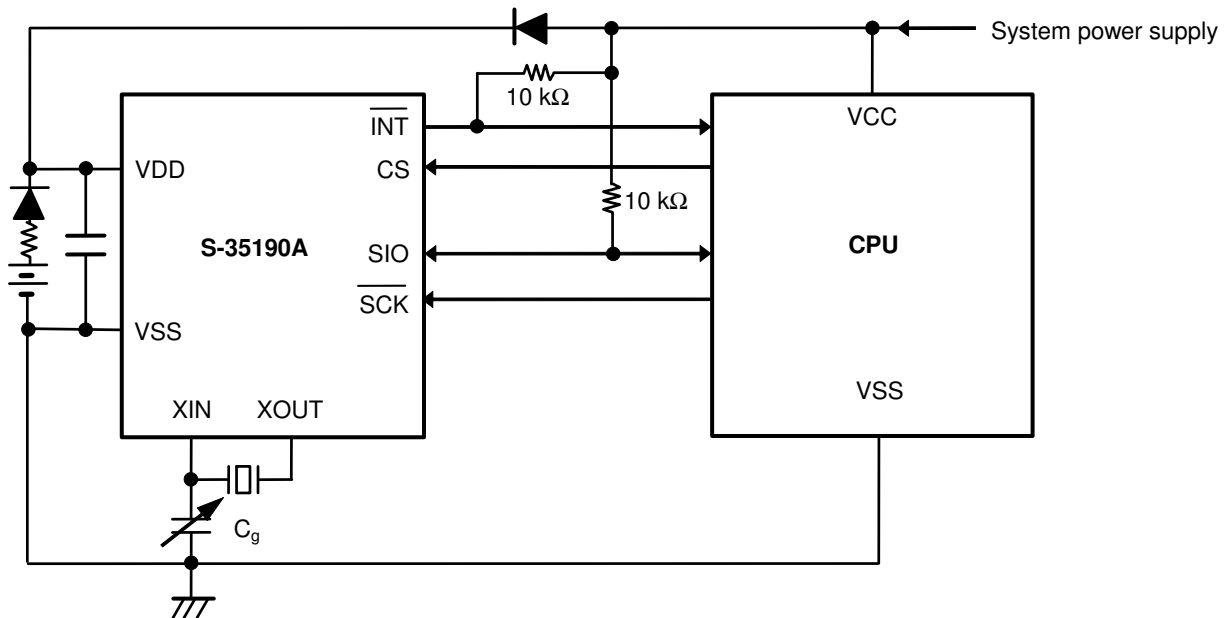 System power supply
10 kΩ
INT
VCC
VDD
CS
10 kΩ
S-35190A
SIO
CPU
SCK
VSS
VSS
XIN
XOUT
Cg